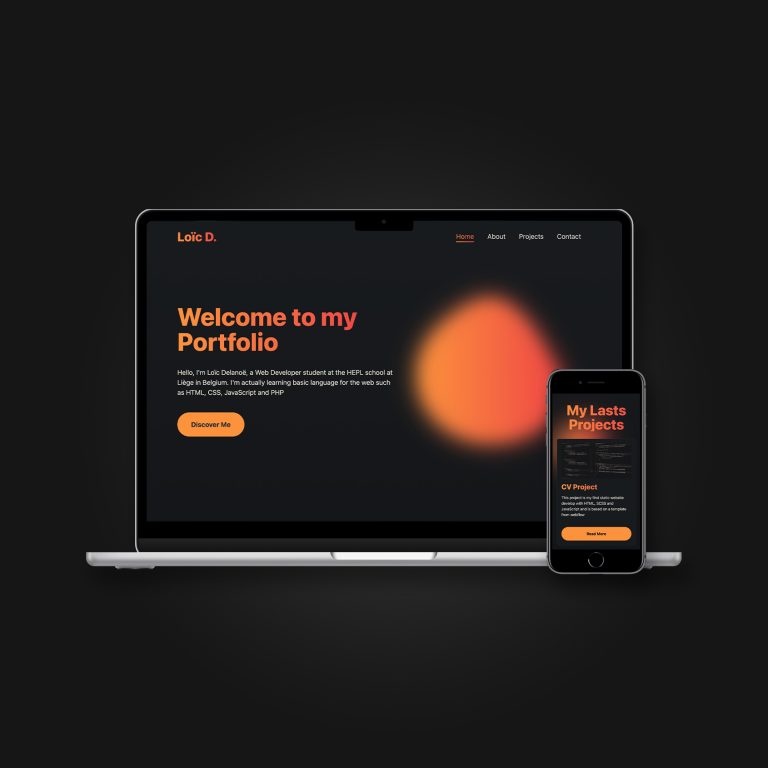 Loïc D.
Home About Projects Contact
Welcome to my
Portfolio
Hello, I'm Loïc Delanoë, a Web Developer student at the HEPL school at
Liège in Belgium. I'm actually learning basic language for the web such
as HTML, CSS, JavaScript and PHP
Discover Me
My Lasts
Projects
CV Project
This project is my first static website
develop with HTML, SCSS and
JavaScript and is based on a template
from webflow
Read More